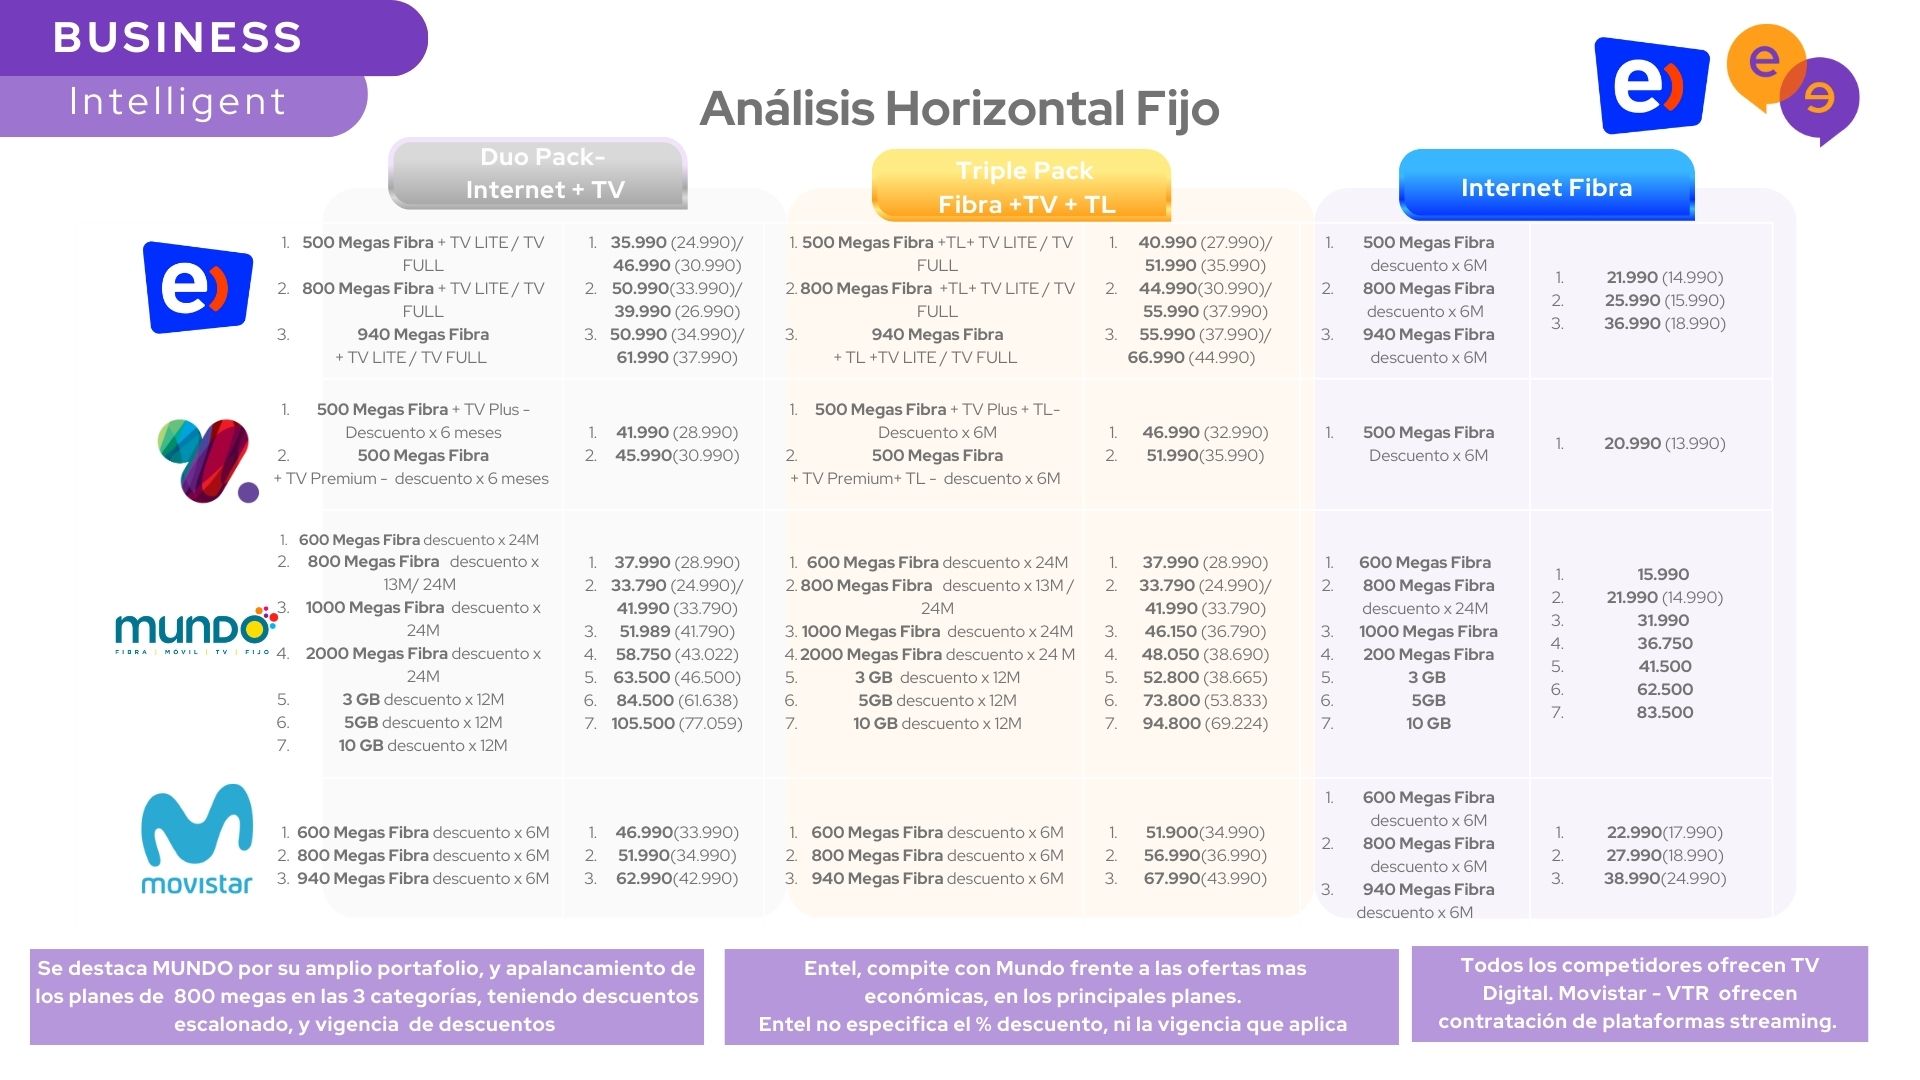 BUSINESS
Intelligent
Análisis Horizontal Fijo
e)
e
e
Duo Pack-
Internet + TV
Triple Pack
Fibra +TV + TL
Internet Fibra
e)
1. 500 Megas Fibra + TV LITE / TV
FULL
2. 800 Megas Fibra + TV LITE / TV
FULL
3. 940 Megas Fibra
+ TV LITE / TV FULL
1. 35.990 (24.990)/
46.990 (30.990)
2. 50.990(33.990)/
39.990 (26.990)
3. 50.990 (34.990)/
61.990 (37.990)
1. 500 Megas Fibra +TL+ TV LITE / TV
FULL
2. 800 Megas Fibra +TL+ TV LITE / TV
FULL
3. 940 Megas Fibra
+ TL +TV LITE / TV FULL
1. 40.990 (27.990)/
51.990 (35.990)
2. 44.990(30.990)/
55.990 (37.990)
3. 55.990 (37.990)/
66.990 (44.990)
1. 500 Megas Fibra
descuento x 6M
2. 800 Megas Fibra
descuento x 6M
3. 940 Megas Fibra
descuento x 6M
1. 21.990 (14.990)
2. 25.990 (15.990)
3. 36.990 (18.990)
1. 500 Megas Fibra + TV Plus -
Descuento x 6 meses
2. 500 Megas Fibra
+ TV Premium - descuento x 6 meses
1. 41.990 (28.990)
2. 45.990(30.990)
1. 500 Megas Fibra + TV Plus + TL-
Descuento x 6M
2. 500 Megas Fibra
+ TV Premium+ TL - descuento x 6M
1. 46.990 (32.990)
2. 51.990(35.990)
1. 500 Megas Fibra
Descuento x 6M
1. 20.990 (13.990)
mundo
FIBRA | MÓVIL | TV | FIJO
1. 600 Megas Fibra descuento x 24M
2. 800 Megas Fibra descuento x
13M/ 24M
3. 1000 Megas Fibra descuento x
24M
4. 2000 Megas Fibra descuento x
24M
5. 3 GB descuento x 12M
6. 5GB descuento x 12M
7. 10 GB descuento x 12M
1. 37.990 (28.990)
2. 33.790 (24.990)/
41.990 (33.790)
3. 51.989 (41.790)
4. 58.750 (43.022)
5. 63.500 (46.500)
6. 84.500 (61.638)
7. 105.500 (77.059)
1. 600 Megas Fibra descuento x 24M
2. 800 Megas Fibra descuento x 13M /
24M
3. 1000 Megas Fibra descuento x 24M
4. 2000 Megas Fibra descuento x 24 M
5. 3 GB descuento x 12M
6. 5GB descuento x 12M
7. 10 GB descuento x 12M
1. 37.990 (28.990)
2. 33.790 (24.990)/
41.990 (33.790)
3. 46.150 (36.790)
4. 48.050 (38.690)
5. 52.800 (38.665)
6. 73.800 (53.833)
7. 94.800 (69.224)
1. 600 Megas Fibra
2. 800 Megas Fibra
descuento x 24M
3. 1000 Megas Fibra
4. 200 Megas Fibra
5. 3 GB
6. 5GB
7. 10 GB
1. 15.990
2. 21.990 (14.990)
3. 31.990
4. 36.750
5. 41.500
6. 62.500
7. 83.500
movistar
1. 600 Megas Fibra descuento x 6M
2. 800 Megas Fibra descuento x 6M
3. 940 Megas Fibra descuento x 6M
1. 46.990(33.990)
2. 51.990(34.990)
3. 62.990(42.990)
1. 600 Megas Fibra descuento x 6M
2. 800 Megas Fibra descuento x 6M
3. 940 Megas Fibra descuento x 6M
1. 51.900(34.990)
2. 56.990(36.990)
3. 67.990(43.990)
1. 600 Megas Fibra
descuento x 6M
2. 800 Megas Fibra
descuento x 6M
3. 940 Megas Fibra
descuento x 6M
1. 22.990(17.990)
2. 27.990(18.990)
3. 38.990(24.990)
Se destaca MUNDO por su amplio portafolio, y apalancamiento de
los planes de 800 megas en las 3 categorías, teniendo descuentos
escalonado, y vigencia de descuentos
Entel, compite con Mundo frente a las ofertas mas
económicas, en los principales planes.
Entel no especifica el % descuento, ni la vigencia que aplica
Todos los competidores ofrecen TV
Digital. Movistar - VTR ofrecen
contratación de plataformas streaming.